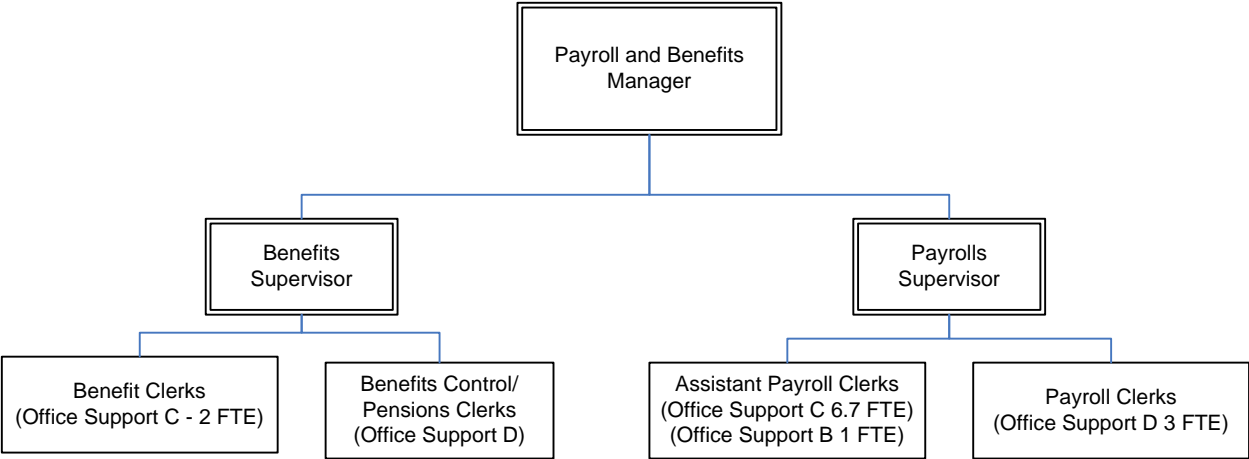 Payroll and Benefits
Manager
Benefits
Supervisor
Payrolls
Supervisor
Benefit Clerks
(Office Support C - 2 FTE)
Benefits Control/
Pensions Clerks
(Office Support D)
Assistant Payroll Clerks
(Office Support C 6.7 FTE)
(Office Support B 1 FTE)
Payroll Clerks
(Office Support D 3 FTE)